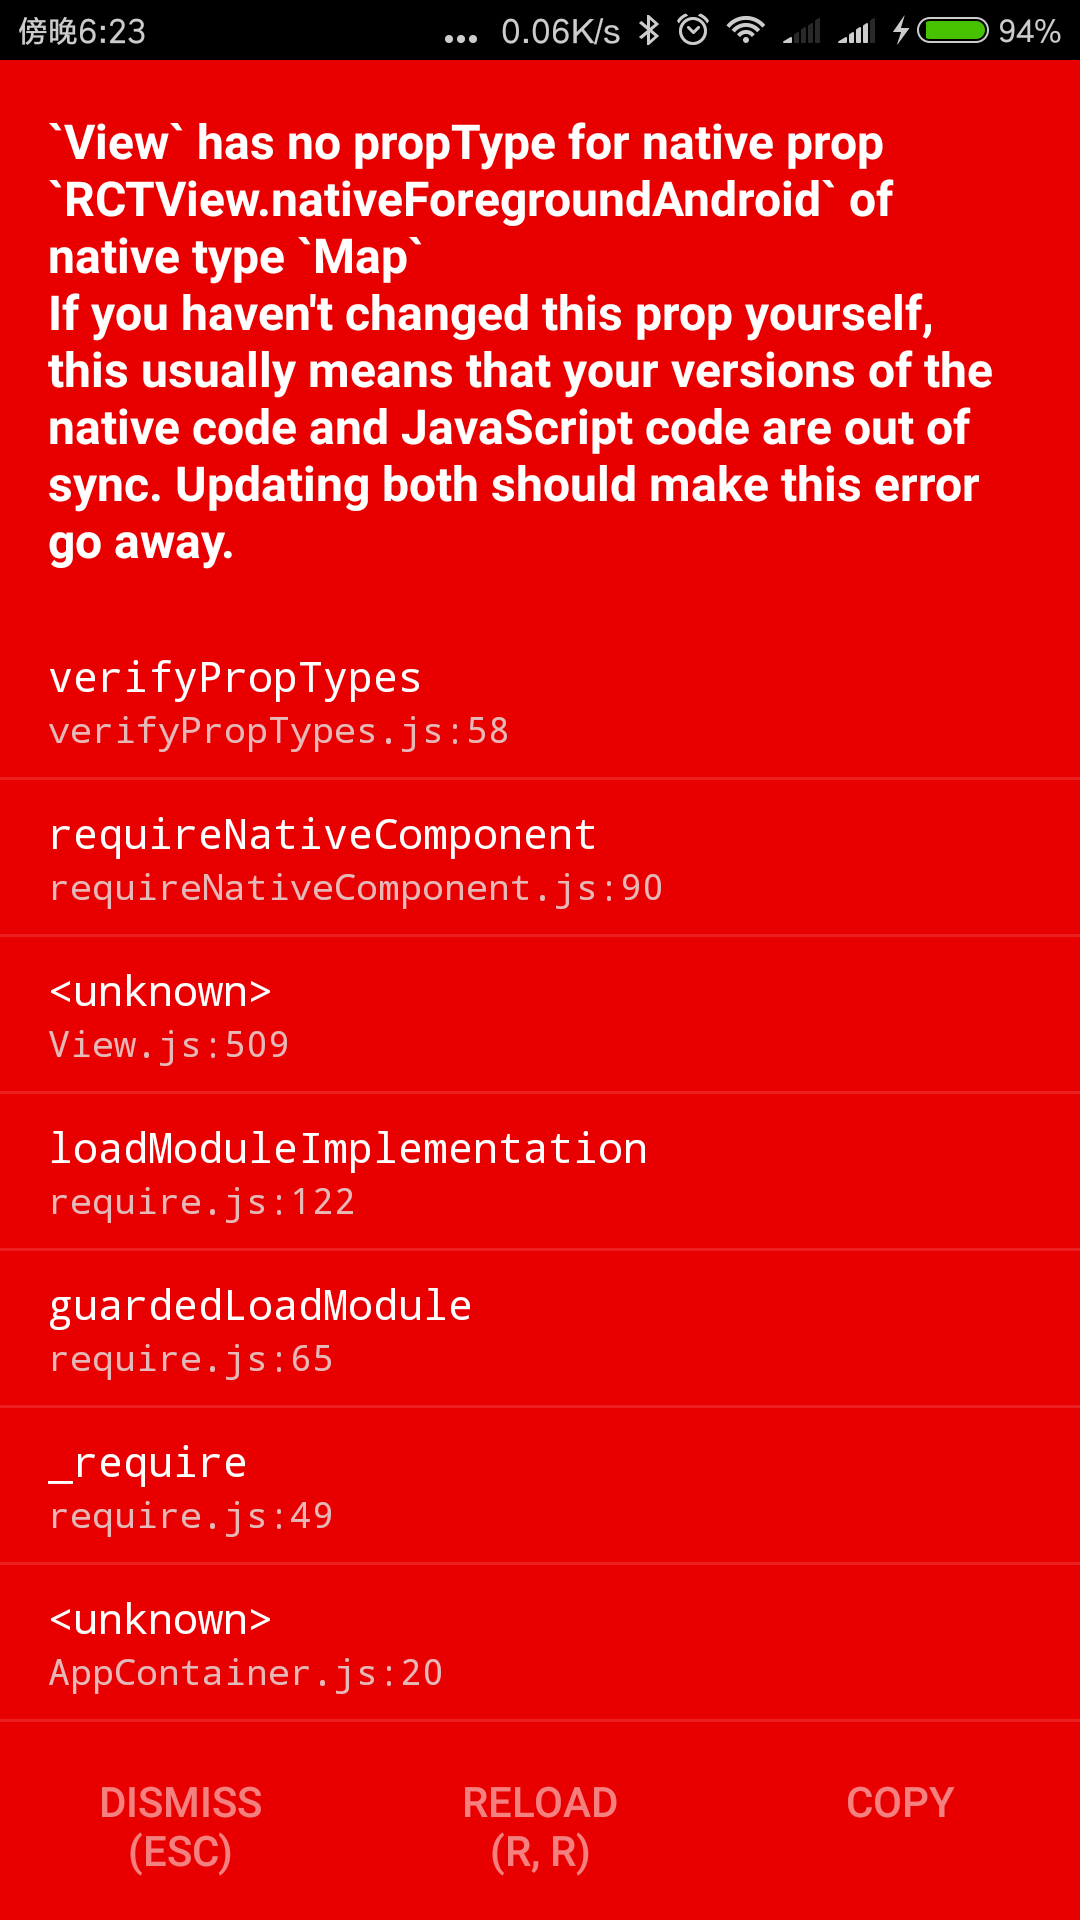 傍晚6:23 ... 0.06K/s 94%
`View` has no propType for native prop
`RCTView.nativeForegroundAndroid` of
native type `Map`
If you haven't changed this prop yourself,
this usually means that your versions of the
native code and JavaScript code are out of
sync. Updating both should make this error
go away.
verifyPropTypes
verifyPropTypes.js:58
requireNativeComponent
requireNativeComponent.js:90
<unknown>
View.js:509
loadModuleImplementation
require.js:122
guardedLoadModule
require.js:65
_require
require.js:49
<unknown>
AppContainer.js:20
DISMISS
(ESC)
RELOAD
(R, R)
COPY